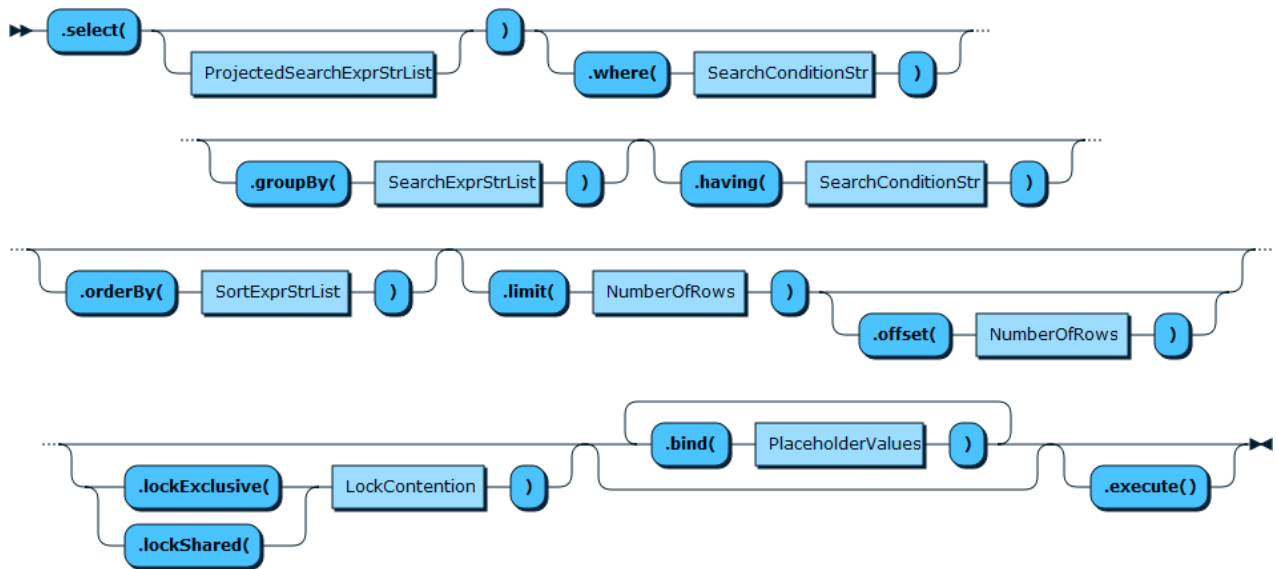 .select( ProjectedSearchExprStrList ) .where( SearchConditionStr )
.groupBy( SearchExprStrList ) .having( SearchConditionStr )
.orderBy( SortExprStrList ) .limit( NumberOfRows ) .offset( NumberOfRows )
.lockExclusive( .lockShared( LockContention ) .bind( PlaceholderValues ) .execute()